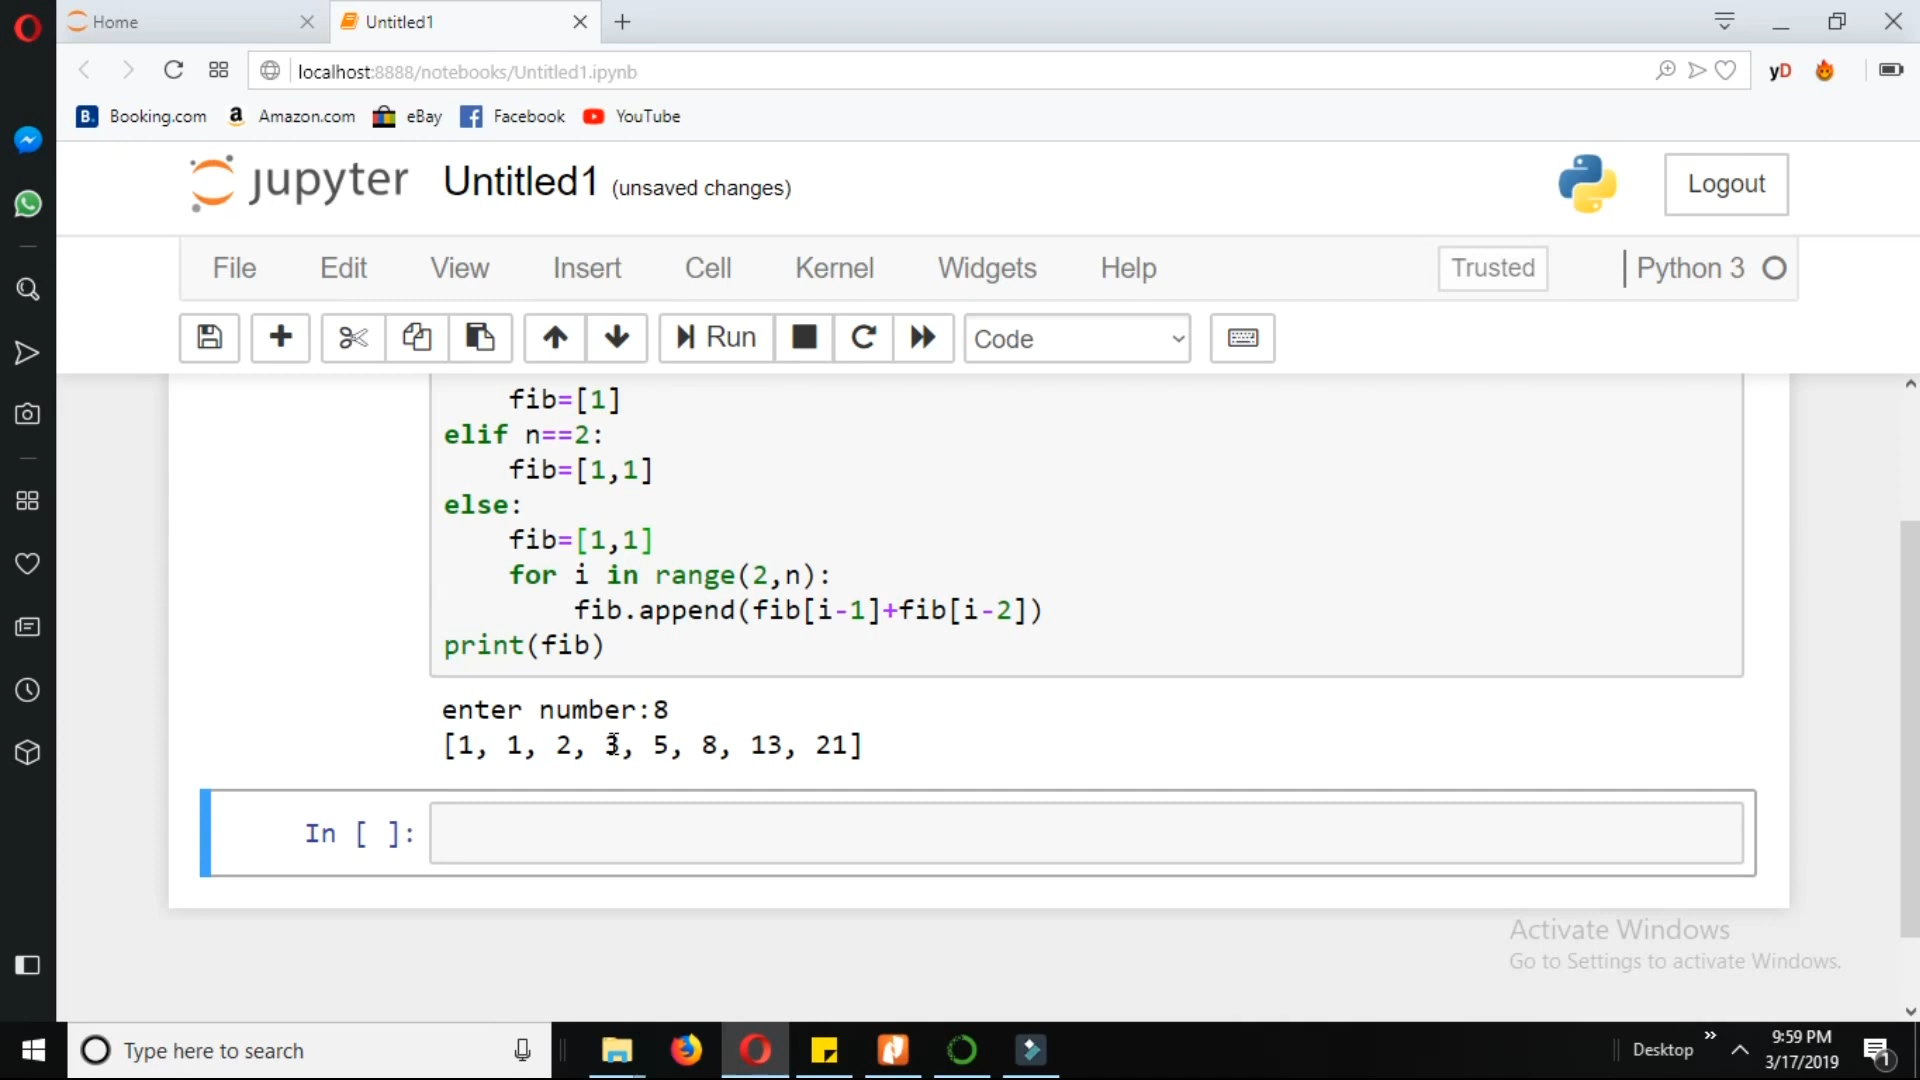 Home
Untitled1
localhost:8888/notebooks/Untitled1.ipynb
yD
B. Booking.com
a Amazon.com
eBay
Facebook
YouTube
jupyter Untitled1 (unsaved changes)
Logout
File Edit View Insert Cell Kernel Widgets Help
Trusted
Python 3
Run
Code
fib=[1]
elif n==2:
fib=[1,1]
else:
fib=[1,1]
for i in range(2,n):
fib.append(fib[i-1]+fib[i-2])
print(fib)
enter number:8
[1, 1, 2, 3, 5, 8, 13, 21]
In [ ]:
Activate Windows
Go to Settings to activate Windows.
Type here to search
Desktop
9:59 PM
3/17/2019
1